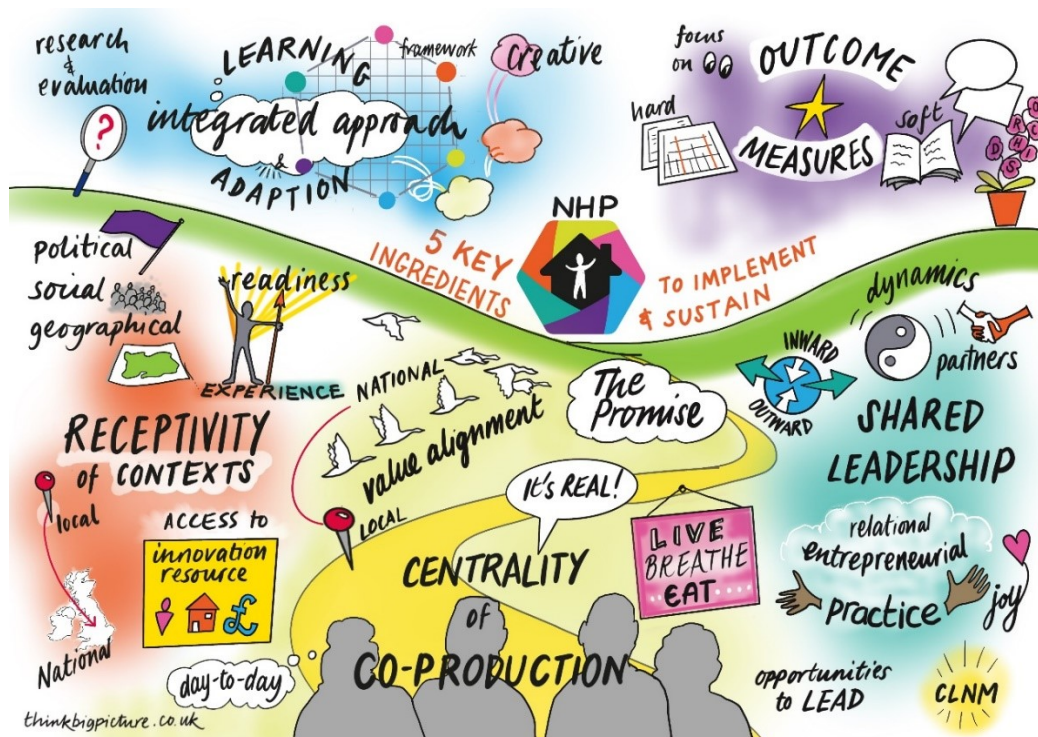 research
&
evaluation
?
LEARNING
framework
creative
integrated approach
&
ADAPTION
focus
on
OUTCOME
hard
soft
MEASURES
ORCHIDS
NHP
5 KEY
INGREDIENTS
TO IMPLEMENT
& SUSTAIN
political
social
geographical
readiness
EXPERIENCE
RECEPTIVITY
of CONTEXTS
local
National
ACCESS TO
innovation
resource
£
NATIONAL
value alignment
LOCAL
The
Promise
It's REAL!
CENTRALITY
OF
CO-PRODUCTION
day-to-day
LIVE
BREATHE
EAT
dynamics
partners
INWARD
OUTWARD
SHARED
LEADERSHIP
relational
entrepreneurial
practice
joy
opportunities
to LEAD
CLNM
thinkbigpicture.co.uk